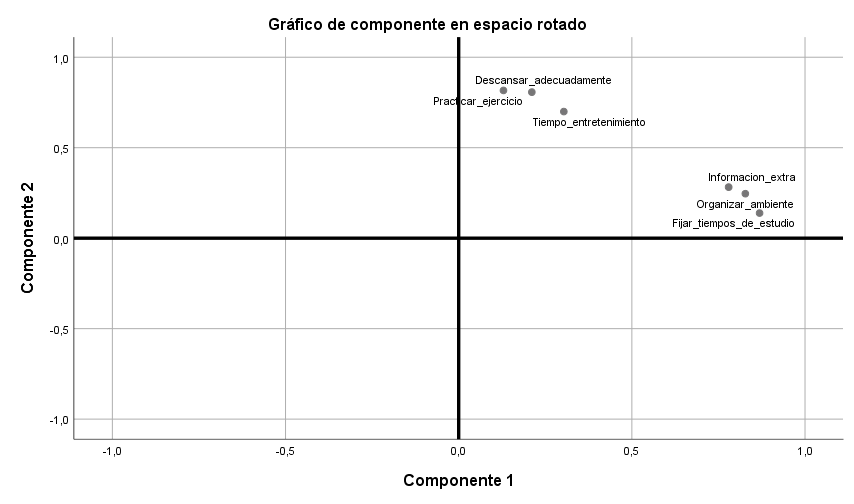 Gráfico de componente en espacio rotado
1,0
Descansar_adecuadamente
Practicar_ejercicio
Tiempo_entretenimiento
0,5
Informacion_extra
Organizar_ambiente
Fijar_tiempos_de_estudio
Componente 2
0,0
-0,5
-1,0
-1,0
-0,5
0,0
0,5
1,0
Componente 1